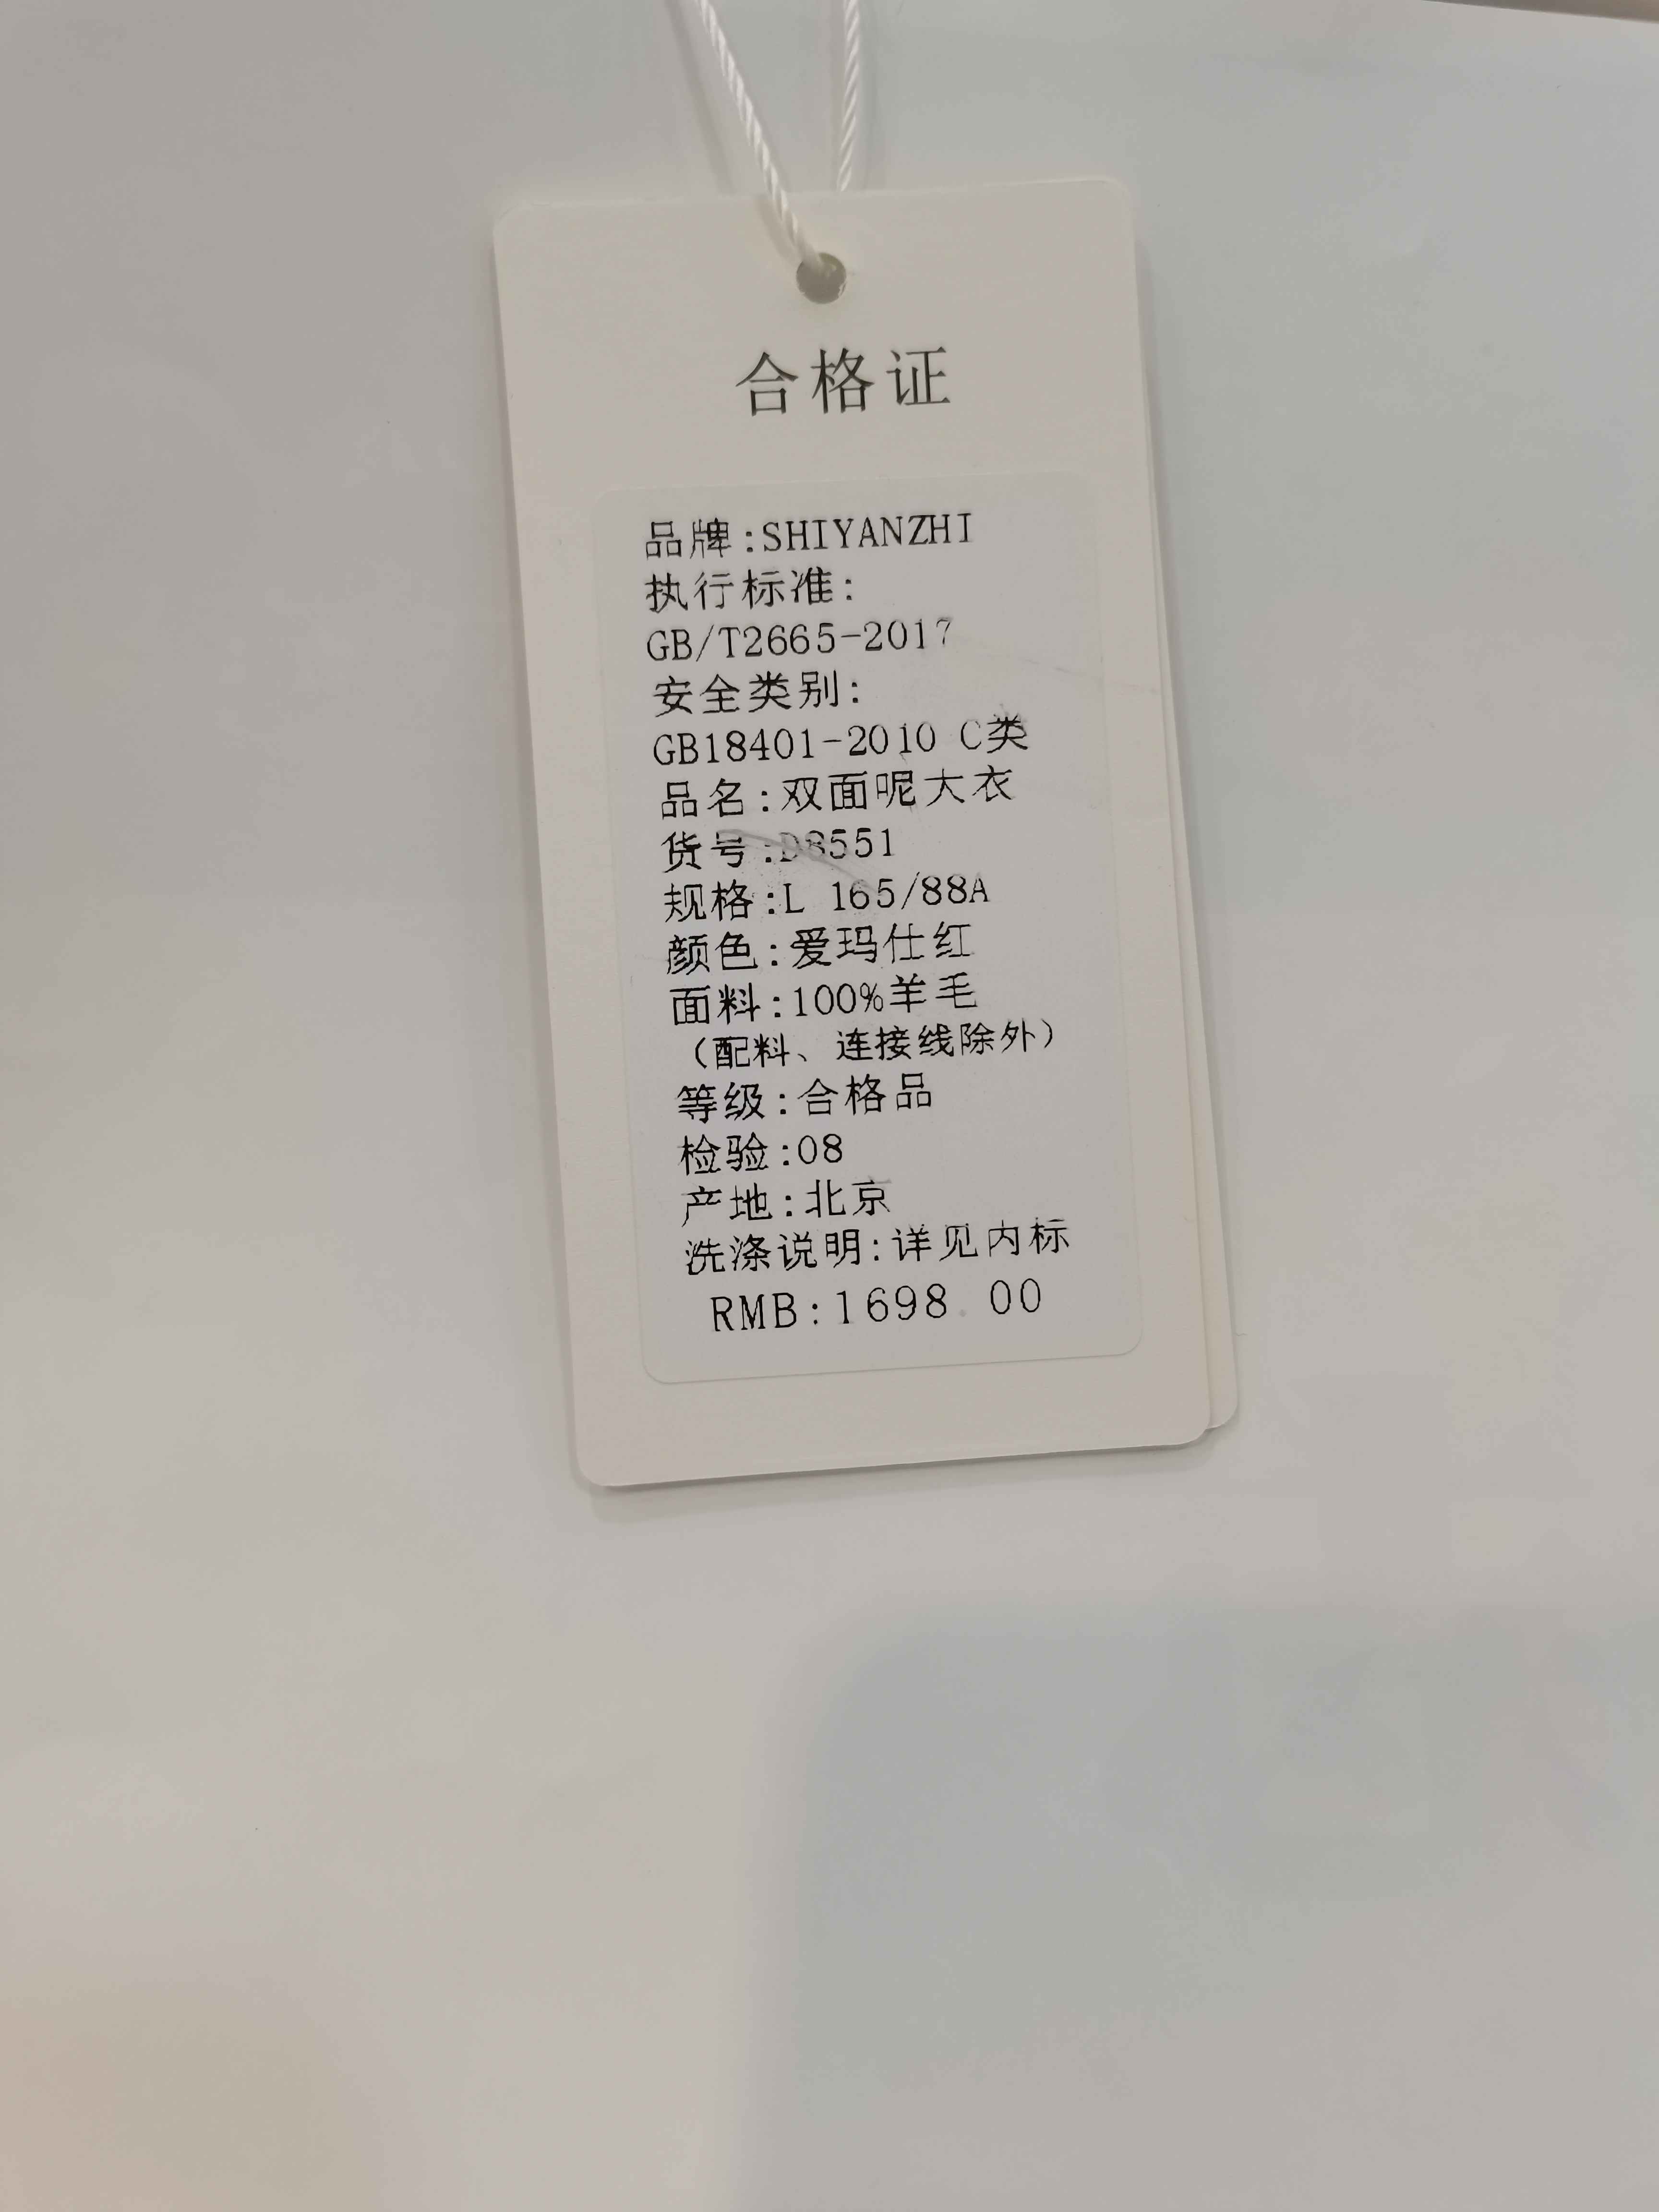 合格证
品牌:SHIYANZHI
执行标准:
GB/T2665-2017
安全类别:
GB18401-2010 C类
品名:双面呢大衣
货号:D8551
规格:L 165/88A
颜色:爱玛仕红
面料:100%羊毛
(配料、连接线除外)
等级:合格品
检验:08
产地:北京
洗涤说明:详见内标
RMB:1698.00